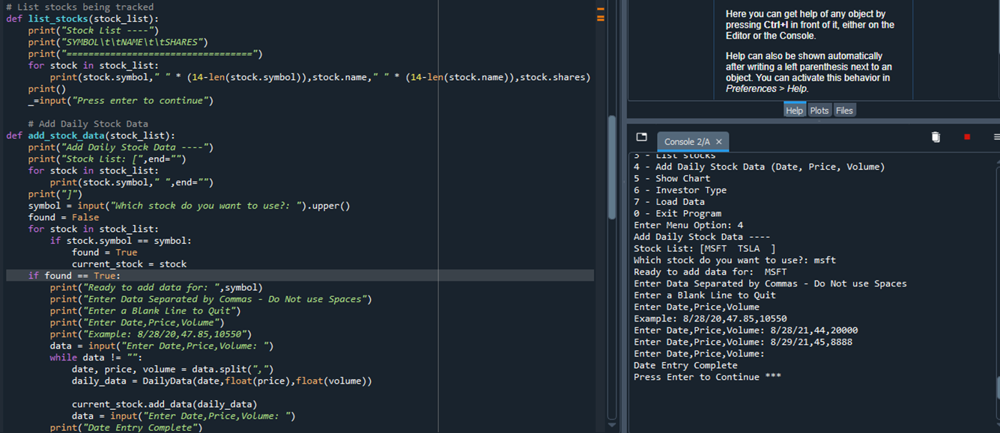 # List stocks being tracked
def list_stocks(stock_list):
    print("Stock List ----")
    print("SYMBOL\t\tNAME\t\tSHARES")
    print("==================================")
    for stock in stock_list:
        print(stock.symbol," " * (14-len(stock.symbol)),stock.name," " * (14-len(stock.name)),stock.shares)
    print()
    _=input("Press enter to continue")
    # Add Daily Stock Data
def add_stock_data(stock_list):
    print("Add Daily Stock Data ----")
    print("Stock List: [",end="")
    for stock in stock_list:
        print(stock.symbol," ",end="")
    print("]")
    symbol = input("Which stock do you want to use?: ").upper()
    found = False
    for stock in stock_list:
        if stock.symbol == symbol:
            found = True
            current_stock = stock
    if found == True:
        print("Ready to add data for: ",symbol)
        print("Enter Data Separated by Commas - Do Not use Spaces")
        print("Enter a Blank Line to Quit")
        print("Enter Date,Price,Volume")
        print("Example: 8/28/20,47.85,10550")
        data = input("Enter Date,Price,Volume: ")
        while data != "":
            date, price, volume = data.split(",")
            daily_data = DailyData(date,float(price),float(volume))
            current_stock.add_data(daily_data)
            data = input("Enter Date,Price,Volume: ")
        print("Date Entry Complete")
Here you can get help of any object by
pressing Ctrl+I in front of it, either on the
Editor or the Console.
Help can also be shown automatically
after writing a left parenthesis next to an
object. You can activate this behavior in
Preferences > Help.
Help Plots Files
Console 2/A ×
3 - List stocks
4 - Add Daily Stock Data (Date, Price, Volume)
5 - Show Chart
6 - Investor Type
7 - Load Data
0 - Exit Program
Enter Menu Option: 4
Add Daily Stock Data ----
Stock List: [MSFT  TSLA  ]
Which stock do you want to use?: msft
Ready to add data for:  MSFT
Enter Data Separated by Commas - Do Not use Spaces
Enter a Blank Line to Quit
Enter Date,Price,Volume
Example: 8/28/20,47.85,10550
Enter Date,Price,Volume: 8/28/21,44,20000
Enter Date,Price,Volume: 8/29/21,45,8888
Enter Date,Price,Volume:
Date Entry Complete
Press Enter to Continue ***